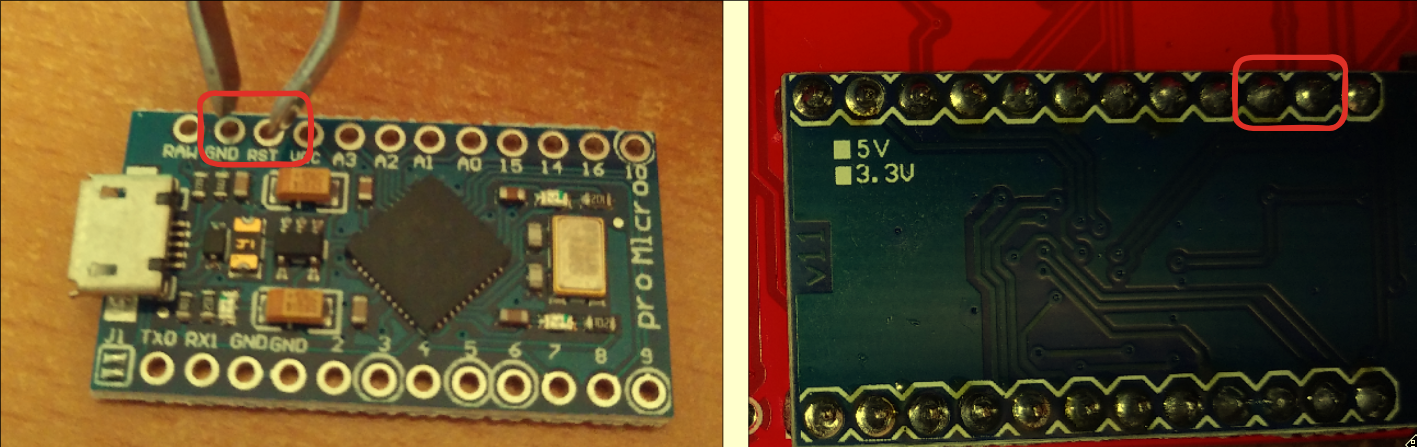 RAW GND RST VCC A3 A2 A1 A0 15 14 16 10
pro Micro
J1 TX0 RX1 GND GND 2 3 4 5 6 7 8 9
5V
3.3V
v11